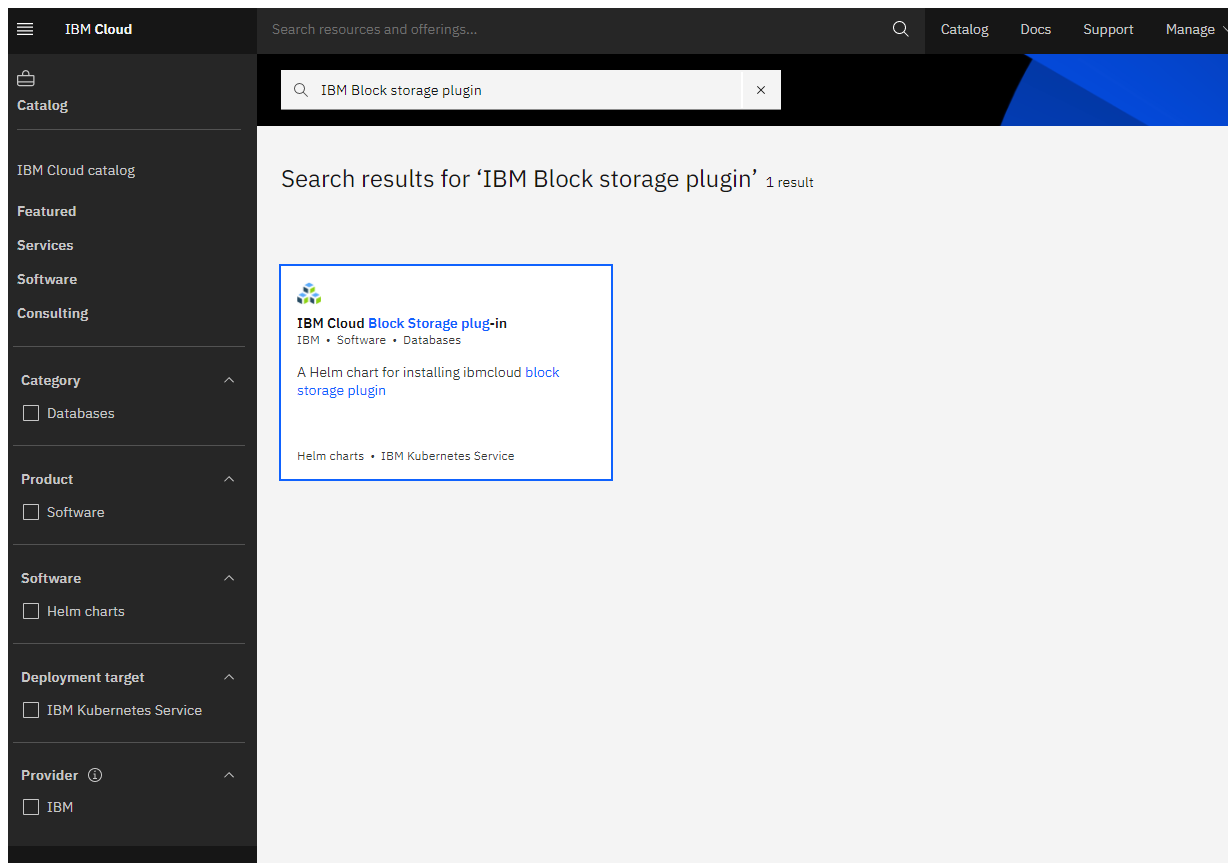 IBM Cloud
Search resources and offerings...
Catalog
Docs
Support
Manage
Catalog
IBM Cloud catalog
Featured
Services
Software
Consulting
Category
Databases
Product
Software
Software
Helm charts
Deployment target
IBM Kubernetes Service
Provider
IBM
IBM Block storage plugin
Search results for ‘IBM Block storage plugin’ 1 result
IBM Cloud Block Storage plug-in
IBM • Software • Databases
A Helm chart for installing ibmcloud block
storage plugin
Helm charts • IBM Kubernetes Service